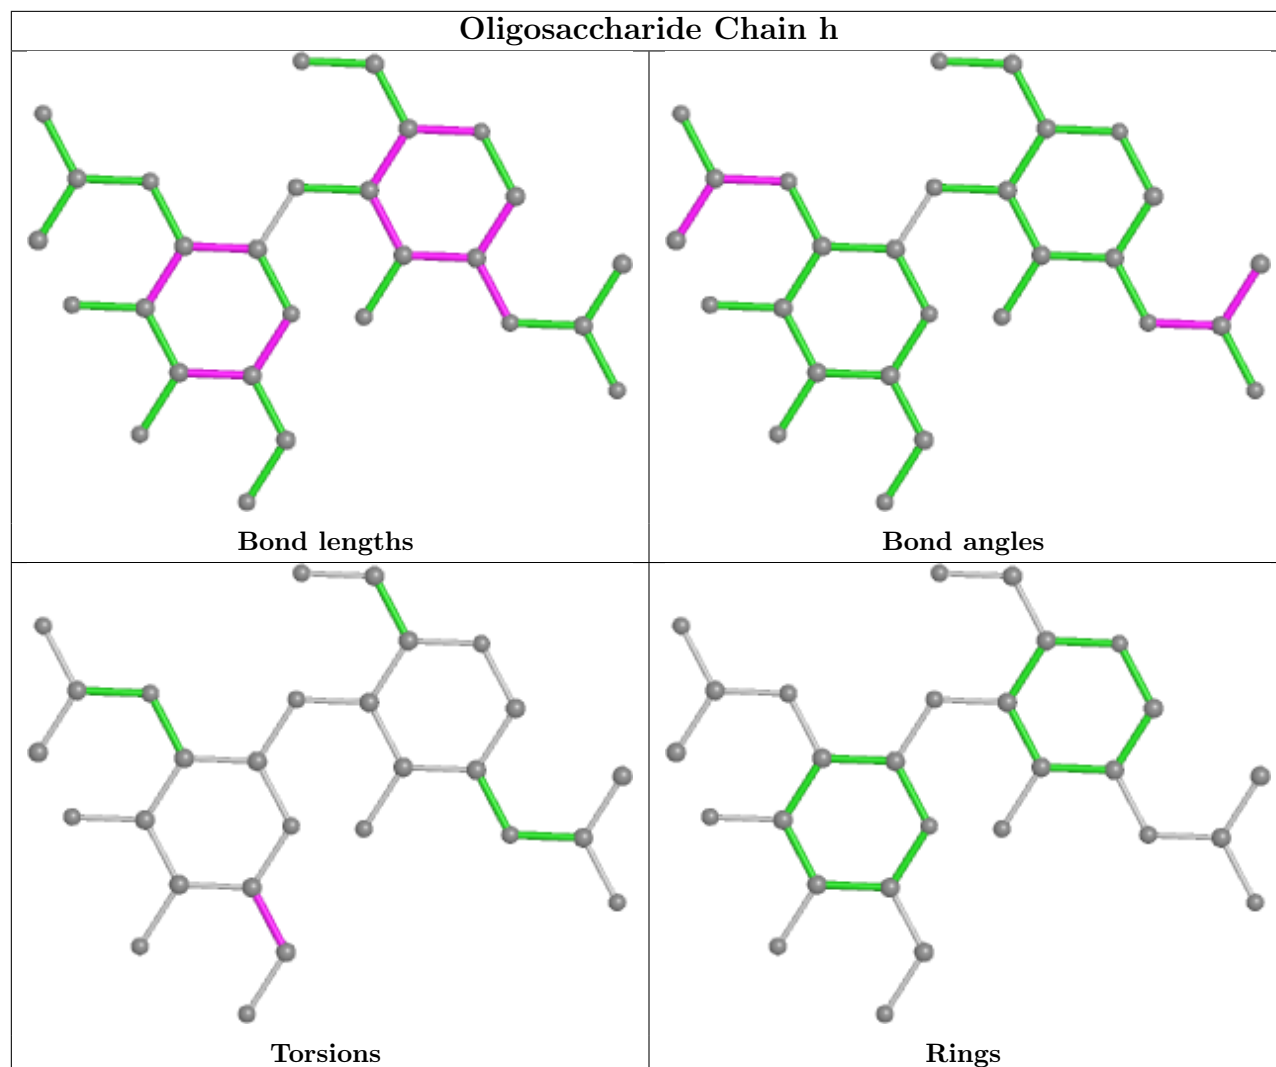 Oligosaccharide Chain h
Bond lengths
Bond angles
Torsions
Rings